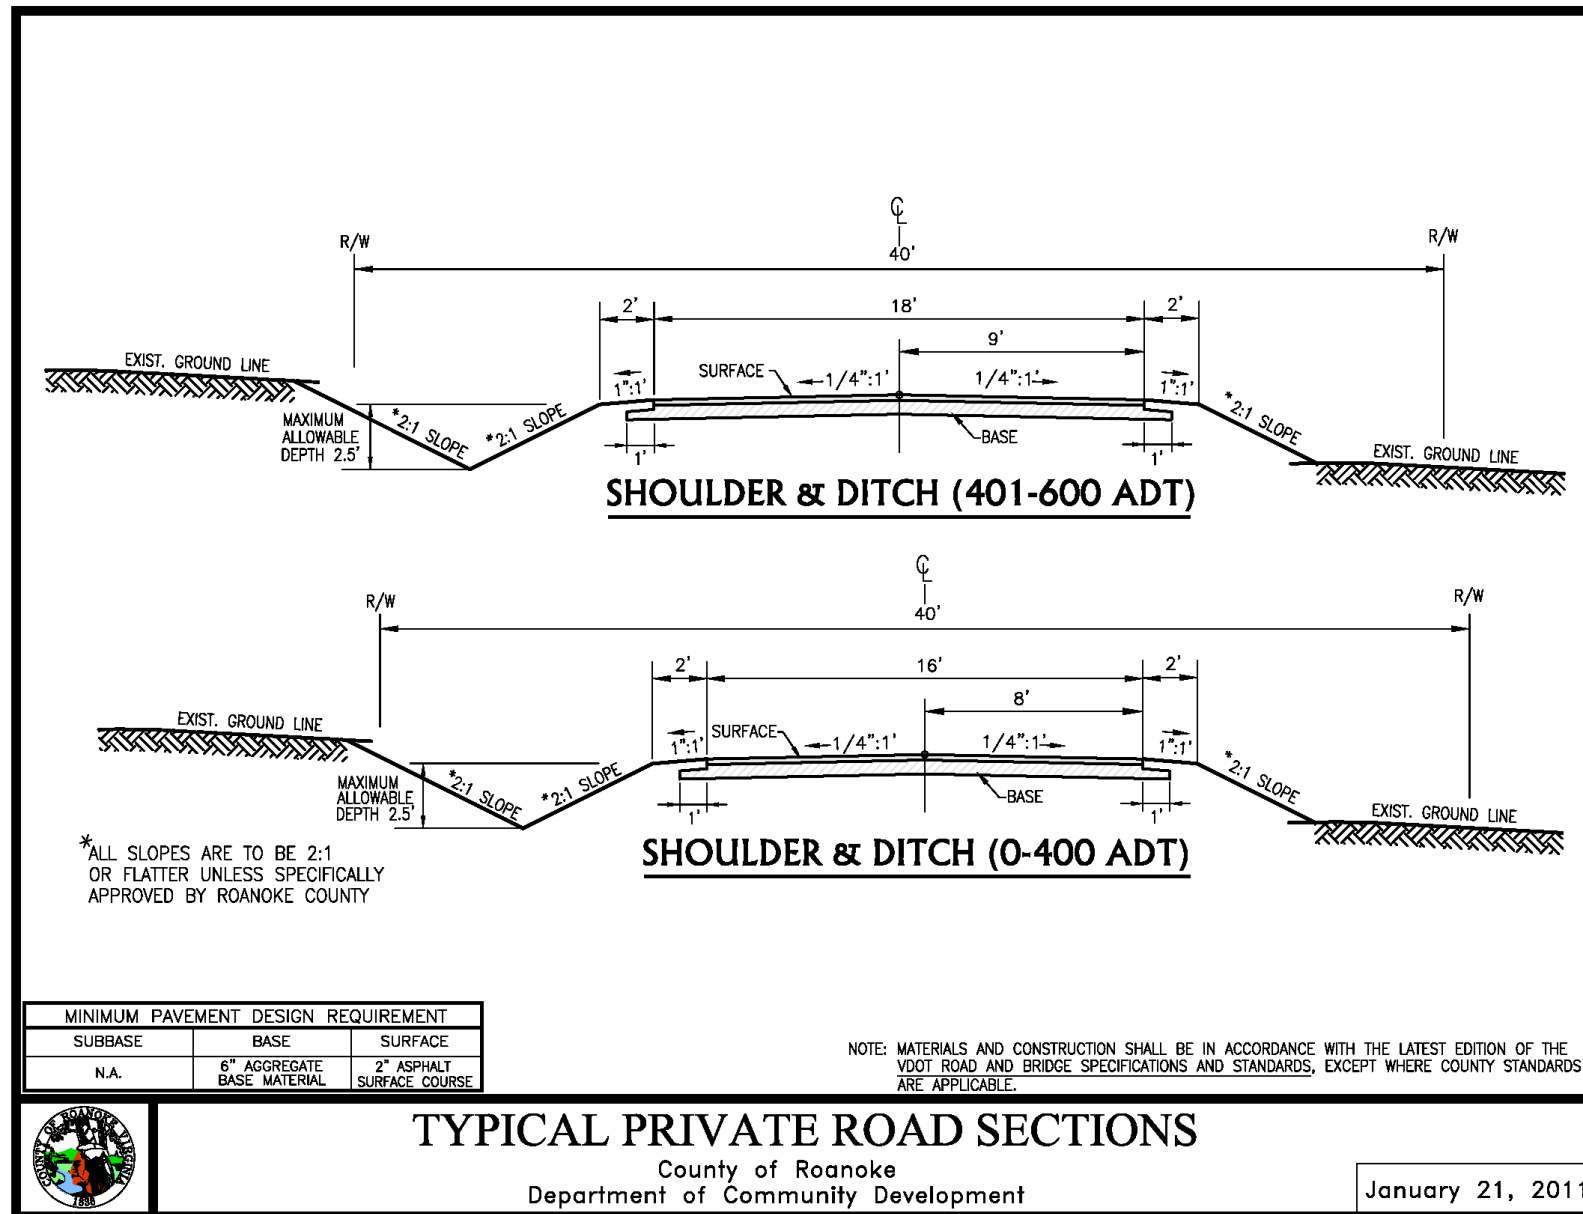 ℄
R/W
40'
R/W
2'
18'
2'
9'
EXIST. GROUND LINE
SURFACE
1":1'
1/4":1'
1/4":1'
1":1'
MAXIMUM
ALLOWABLE
DEPTH 2.5'
*2:1 SLOPE
*2:1 SLOPE
*2:1 SLOPE
BASE
1'
1'
EXIST. GROUND LINE
SHOULDER & DITCH (401-600 ADT)
℄
R/W
40'
R/W
2'
16'
2'
8'
EXIST. GROUND LINE
SURFACE
1":1'
1/4":1'
1/4":1'
1":1'
MAXIMUM
ALLOWABLE
DEPTH 2.5'
*2:1 SLOPE
*2:1 SLOPE
*2:1 SLOPE
BASE
1'
1'
EXIST. GROUND LINE
SHOULDER & DITCH (0-400 ADT)
*ALL SLOPES ARE TO BE 2:1
OR FLATTER UNLESS SPECIFICALLY
APPROVED BY ROANOKE COUNTY
MINIMUM PAVEMENT DESIGN REQUIREMENT
SUBBASE BASE SURFACE
N.A. 6" AGGREGATE BASE MATERIAL 2" ASPHALT SURFACE COURSE
NOTE: MATERIALS AND CONSTRUCTION SHALL BE IN ACCORDANCE WITH THE LATEST EDITION OF THE
VDOT ROAD AND BRIDGE SPECIFICATIONS AND STANDARDS, EXCEPT WHERE COUNTY STANDARDS
ARE APPLICABLE.
COUNTY OF ROANOKE VIRGINIA
1838
TYPICAL PRIVATE ROAD SECTIONS
County of Roanoke
Department of Community Development
January 21, 2011